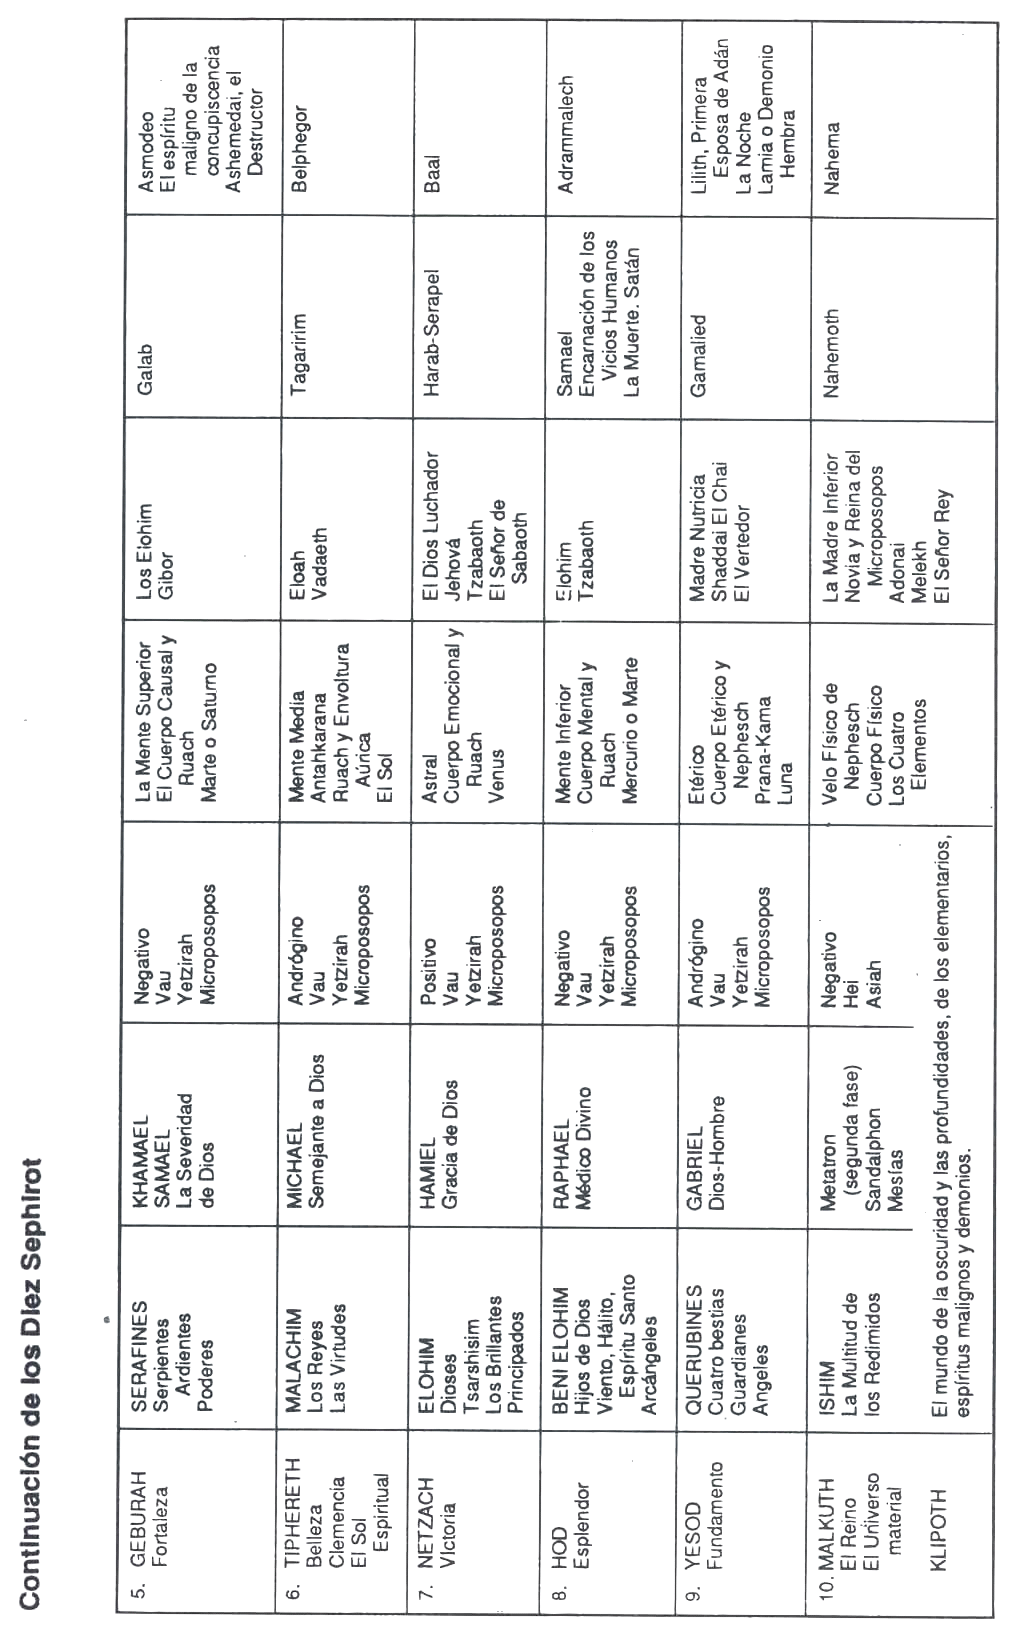 Continuación de los Diez Sephirot
5. GEBURAH
Fortaleza
SERAFINES
Serpientes
Ardientes
Poderes
KHAMAEL
SAMAEL
La Severidad
de Dios
Negativo
Vau
Yetzirah
Microposopos
La Mente Superior
El Cuerpo Causal y
Ruach
Marte o Saturno
Los Elohim
Gibor
Galab
Asmodeo
El espíritu
maligno de la
concupiscencia
Ashemedai, el
Destructor
6. TIPHERETH
Belleza
Clemencia
El Sol
Espiritual
MALACHIM
Los Reyes
Las Virtudes
MICHAEL
Semejante a Dios
Andrógino
Vau
Yetzirah
Microposopos
Mente Media
Antahkarana
Ruach y Envoltura
Aúrica
El Sol
Eloah
Vadaeth
Tagaririm
Belphegor
7. NETZACH
Victoria
ELOHIM
Dioses
Tsarshisim
Los Brillantes
Principados
HAMIEL
Gracia de Dios
Positivo
Vau
Yetzirah
Microposopos
Astral
Cuerpo Emocional y
Ruach
Venus
El Dios Luchador
Jehová
Tzabaoth
El Señor de
Sabaoth
Harab-Serapel
Baal
8. HOD
Esplendor
BENI ELOHIM
Hijos de Dios
Viento, Hálito,
Espíritu Santo
Arcángeles
RAPHAEL
Médico Divino
Negativo
Vau
Yetzirah
Microposopos
Mente Inferior
Cuerpo Mental y
Ruach
Mercurio o Marte
Elohim
Tzabaoth
Samael
Encarnación de los
Vicios Humanos
La Muerte. Satán
Adrammalech
9. YESOD
Fundamento
QUERUBINES
Cuatro bestias
Guardianes
Angeles
GABRIEL
Dios-Hombre
Andrógino
Vau
Yetzirah
Microposopos
Etérico
Cuerpo Etérico y
Nephesch
Prana-Kama
Luna
Madre Nutricia
Shaddai El Chai
El Vertedor
Gamalied
Lilith, Primera
Esposa de Adán
La Noche
Lamia o Demonio
Hembra
10. MALKUTH
El Reino
El Universo
material
ISHIM
La Multitud de
los Redimidos
Metatron
(segunda fase)
Sandalphon
Mesías
Negativo
Hei
Asiah
Velo Físico de
Nephesch
Cuerpo Físico
Los Cuatro
Elementos
La Madre Inferior
Novia y Reina del
Microposopos
Adonai
Melekh
El Señor Rey
Nahemoth
Nahema
KLIPOTH
El mundo de la oscuridad y las profundidades, de los elementarios,
espíritus malignos y demonios.